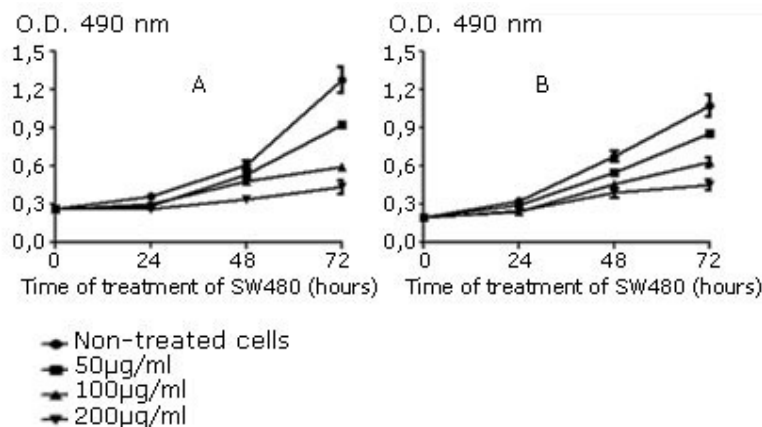 O.D. 490 nm
1,5
1,2
0,9
0,6
0,3
0,0
A
0 24 48 72
Time of treatment of SW480 (hours)
O.D. 490 nm
1,5
1,2
0,9
0,6
0,3
0,0
B
0 24 48 72
Time of treatment of SW480 (hours)
Non-treated cells
50µg/ml
100µg/ml
200µg/ml